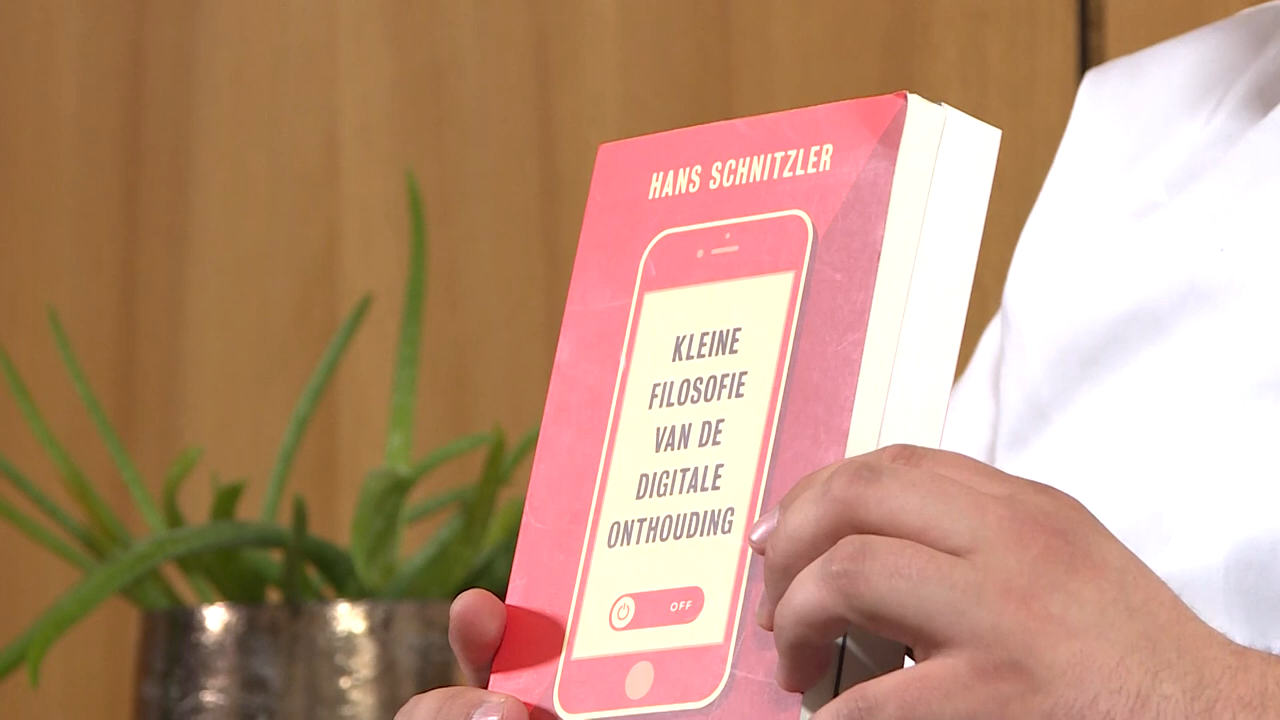 HANS SCHNITZLER
KLEINE
FILOSOFIE
VAN DE
DIGITALE
ONTHOUDING
OFF